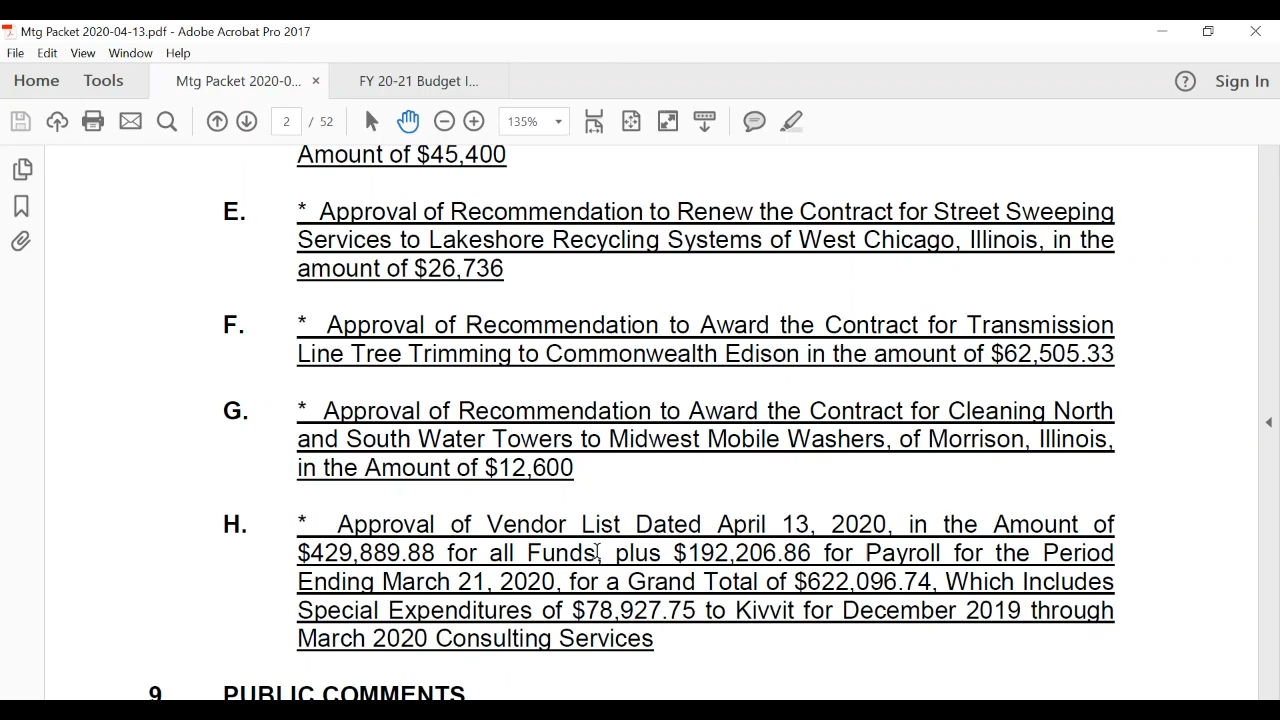 Mtg Packet 2020-04-13.pdf - Adobe Acrobat Pro 2017
File Edit View Window Help
Home Tools Mtg Packet 2020-0... × FY 20-21 Budget I... ? Sign In
2 / 52 135%
Amount of $45,400
E. * Approval of Recommendation to Renew the Contract for Street Sweeping
Services to Lakeshore Recycling Systems of West Chicago, Illinois, in the
amount of $26,736
F. * Approval of Recommendation to Award the Contract for Transmission
Line Tree Trimming to Commonwealth Edison in the amount of $62,505.33
G. * Approval of Recommendation to Award the Contract for Cleaning North
and South Water Towers to Midwest Mobile Washers, of Morrison, Illinois,
in the Amount of $12,600
H. * Approval of Vendor List Dated April 13, 2020, in the Amount of
$429,889.88 for all Funds, plus $192,206.86 for Payroll for the Period
Ending March 21, 2020, for a Grand Total of $622,096.74, Which Includes
Special Expenditures of $78,927.75 to Kivvit for December 2019 through
March 2020 Consulting Services
9 PUBLIC COMMENTS